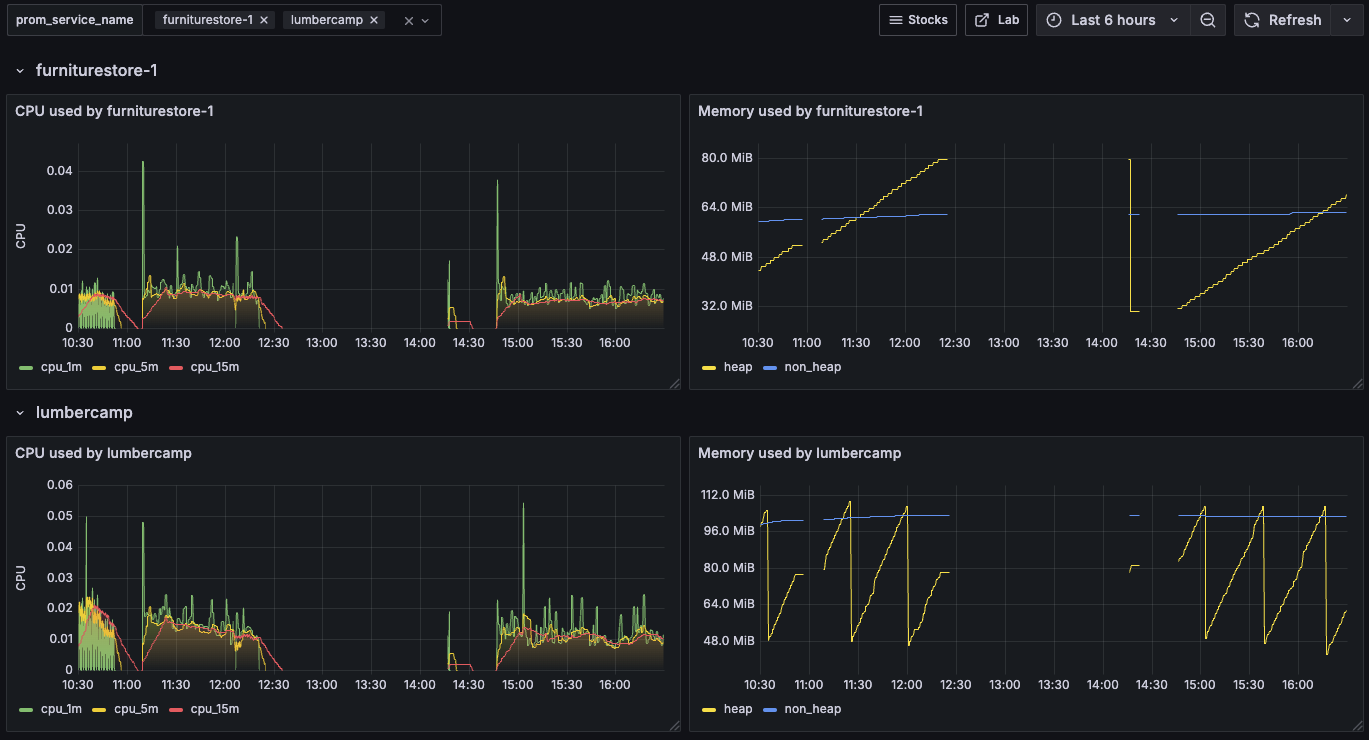 prom_service_name furniturestore-1 lumbercamp Stocks Lab Last 6 hours Refresh
furniturestore-1
CPU used by furniturestore-1
0.04
0.03
0.02
0.01
0
CPU
10:30 11:00 11:30 12:00 12:30 13:00 13:30 14:00 14:30 15:00 15:30 16:00
cpu_1m cpu_5m cpu_15m
Memory used by furniturestore-1
80.0 MiB
64.0 MiB
48.0 MiB
32.0 MiB
10:30 11:00 11:30 12:00 12:30 13:00 13:30 14:00 14:30 15:00 15:30 16:00
heap non_heap
lumbercamp
CPU used by lumbercamp
0.06
0.05
0.04
0.03
0.02
0.01
0
CPU
10:30 11:00 11:30 12:00 12:30 13:00 13:30 14:00 14:30 15:00 15:30 16:00
cpu_1m cpu_5m cpu_15m
Memory used by lumbercamp
112.0 MiB
96.0 MiB
80.0 MiB
64.0 MiB
48.0 MiB
10:30 11:00 11:30 12:00 12:30 13:00 13:30 14:00 14:30 15:00 15:30 16:00
heap non_heap